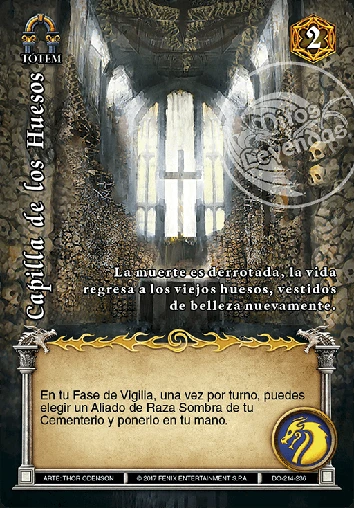 TOTEM
2
Capilla de los Huesos
Mitos
Leyendas
La muerte es derrotada, la vida
regresa a los viejos huesos, vestidos
de belleza nuevamente.
En tu Fase de Vigilia, una vez por turno, puedes
elegir un Aliado de Raza Sombra de tu
Cementerio y ponerlo en tu mano.
ARTE: THOR ODENSON © 2017 FENIX ENTERTAINMENT S.P.A.